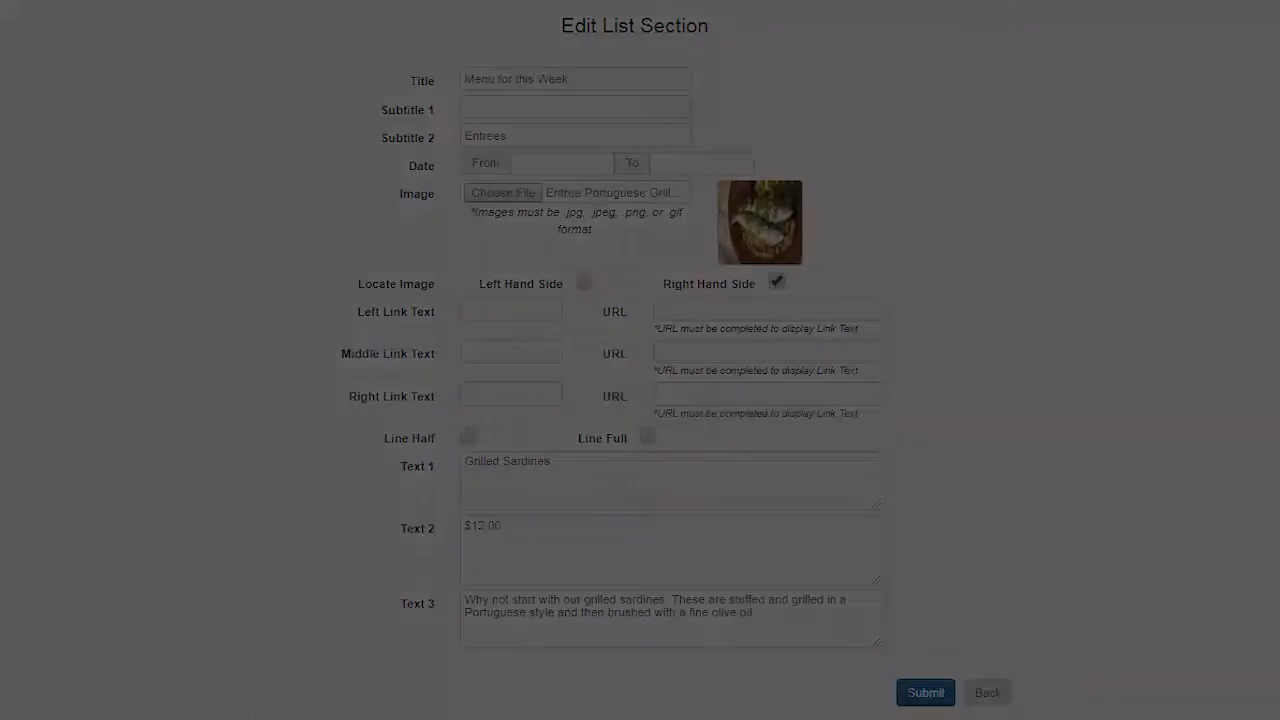 Edit List Section
Title Menu for this Week
Subtitle 1
Subtitle 2 Entrees
Date From To
Image Choose File Entree Portuguese Grill...
*Images must be .jpg, .jpeg, .png, or .gif
format
Locate Image Left Hand Side Right Hand Side
Left Link Text URL
*URL must be completed to display Link Text
Middle Link Text URL
*URL must be completed to display Link Text
Right Link Text URL
*URL must be completed to display Link Text
Line Half Line Full
Text 1 Grilled Sardines
Text 2 $12.00
Text 3 Why not start with our grilled sardines. These are stuffed and grilled in a
Portuguese style and then brushed with a fine olive oil.
Submit Back